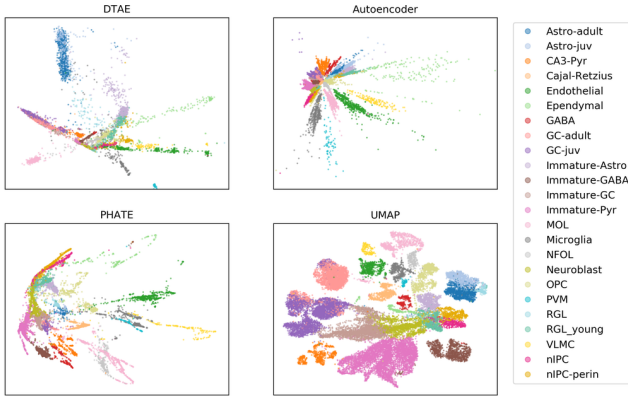 DTAE
Autoencoder
PHATE
UMAP
Astro-adult
Astro-juv
CA3-Pyr
Cajal-Retzius
Endothelial
Ependymal
GABA
GC-adult
GC-juv
Immature-Astro
Immature-GABA
Immature-GC
Immature-Pyr
MOL
Microglia
NFOL
Neuroblast
OPC
PVM
RGL
RGL_young
VLMC
nIPC
nIPC-perin